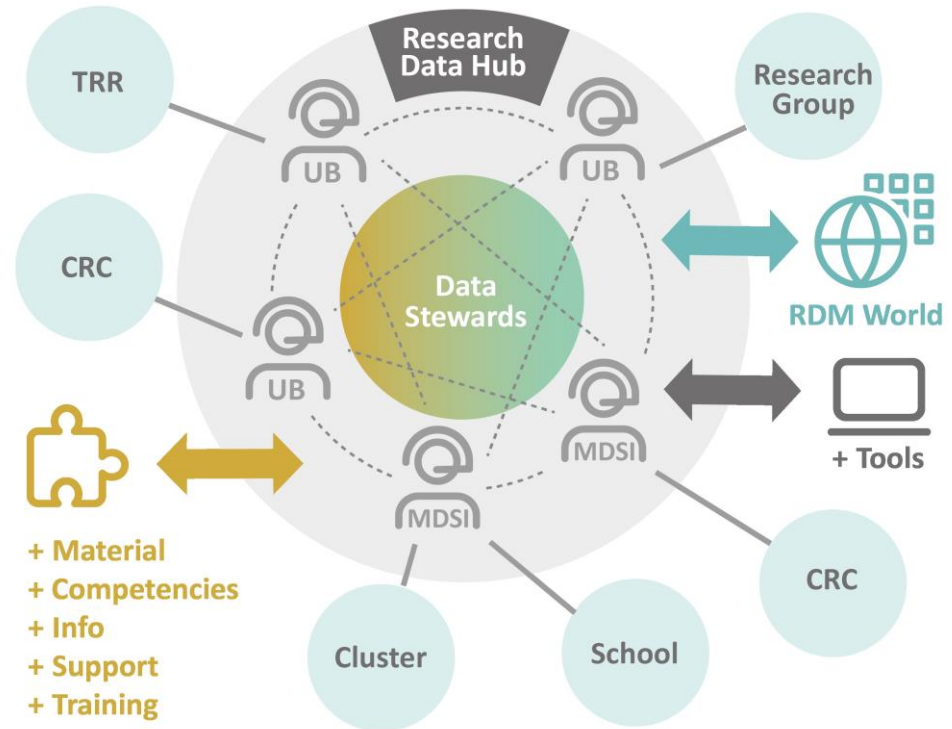 Research
Data Hub
TRR
UB
UB
Research
Group
CRC
Data
Stewards
RDM World
UB
MDSI
+ Tools
MDSI
+ Material
+ Competencies
+ Info
+ Support
+ Training
Cluster
School
CRC